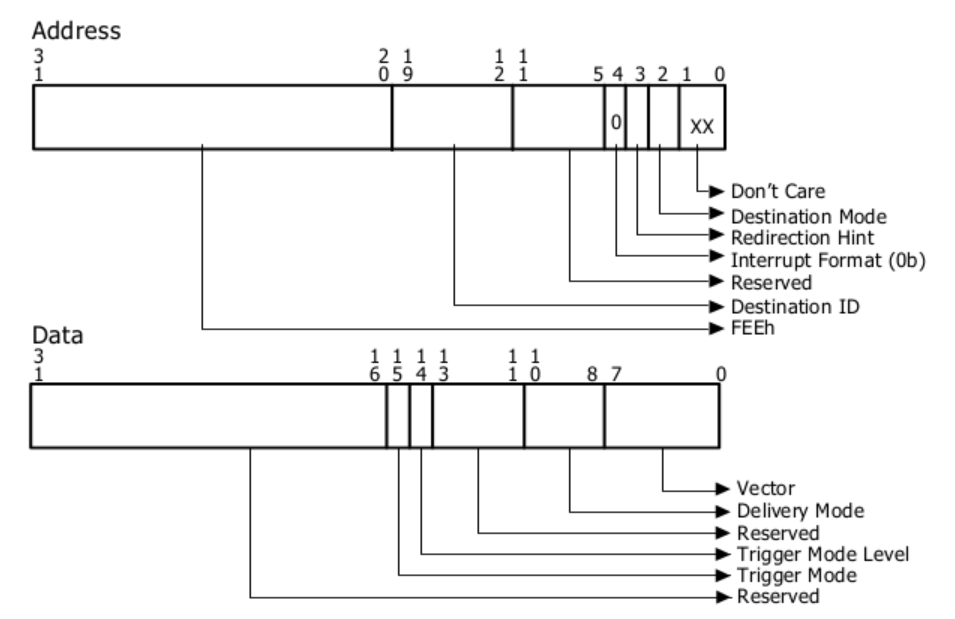 Address
3 2 1 1 1
1 0 9 2 1 5 4 3 2 1 0
0 XX
Don't Care
Destination Mode
Redirection Hint
Interrupt Format (0b)
Reserved
Destination ID
FEEh
Data
3 1 1 1 1 1 1
1 6 5 4 3 1 0 8 7 0
Vector
Delivery Mode
Reserved
Trigger Mode Level
Trigger Mode
Reserved